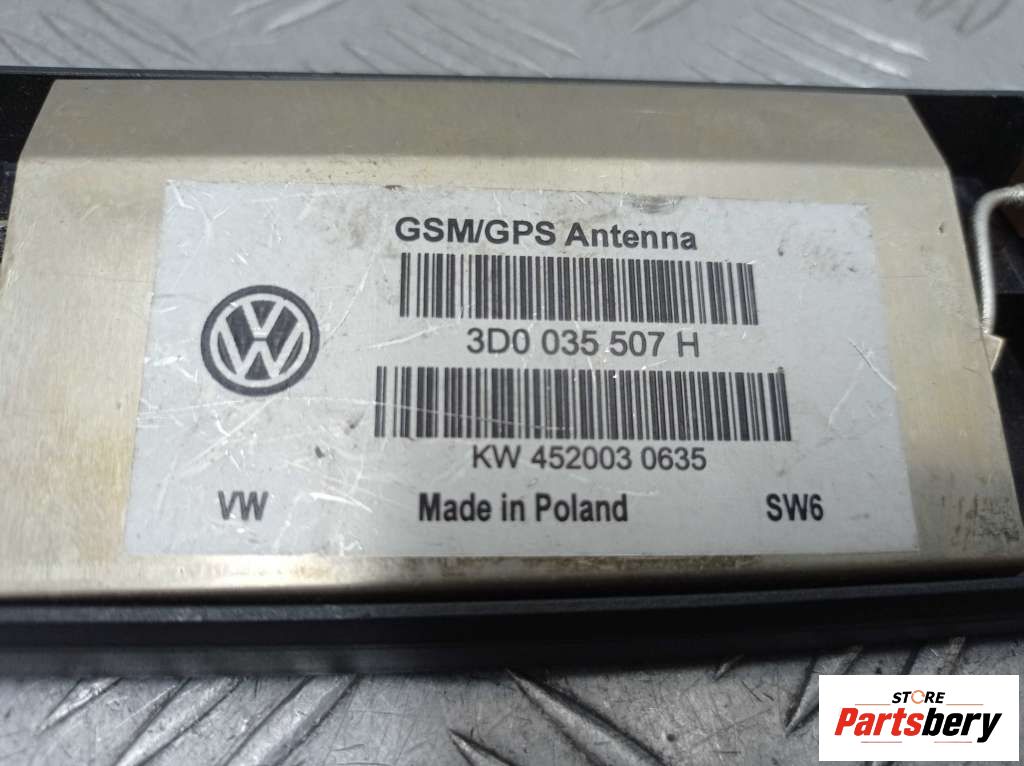 GSM/GPS Antenna
3D0 035 507 H
KW 452003 0635
VW Made in Poland SW6
STORE
Partsbery